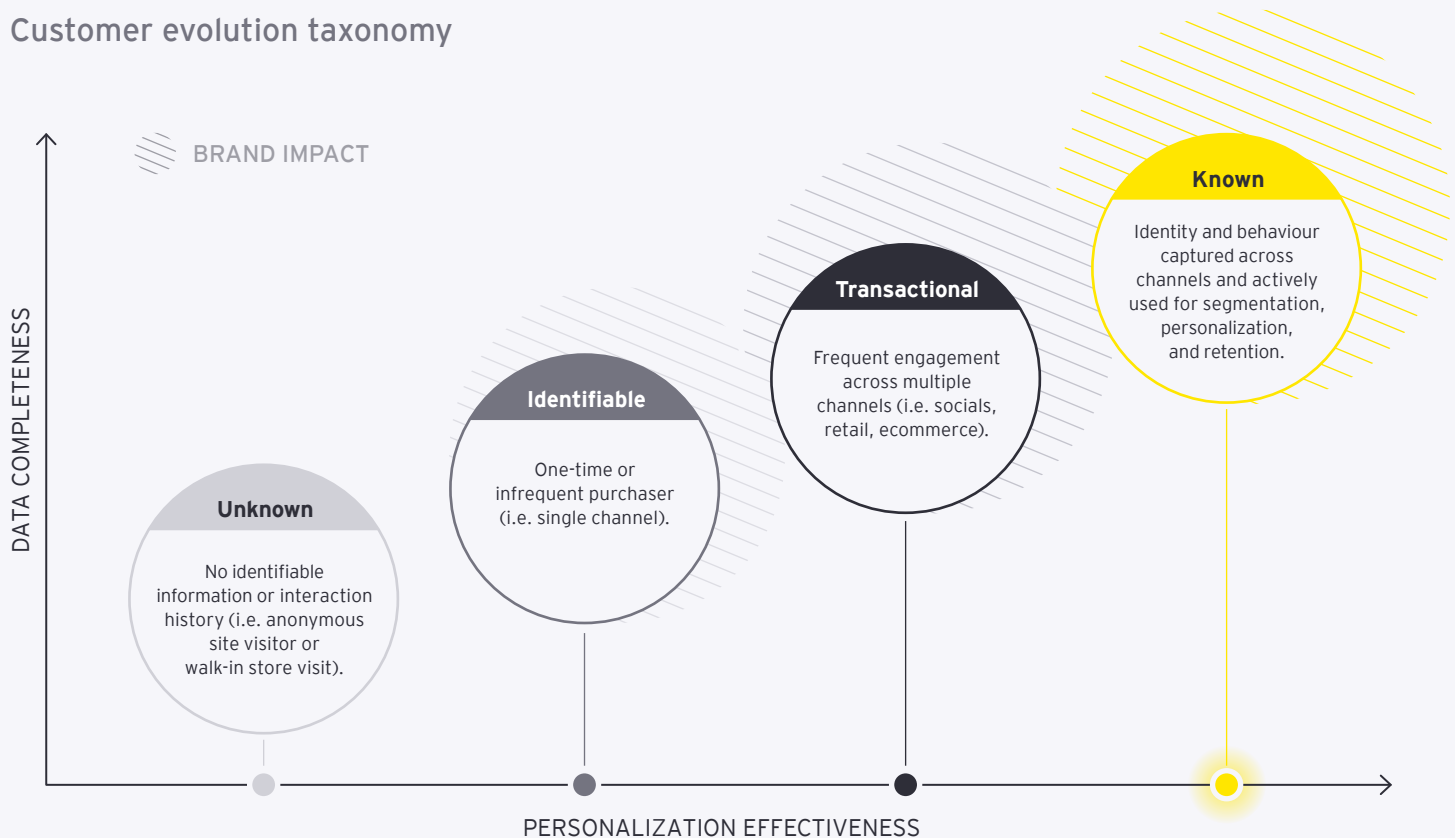 Customer evolution taxonomy
BRAND IMPACT
DATA COMPLETENESS
Unknown
No identifiable
information or interaction
history (i.e. anonymous
site visitor or
walk-in store visit).
Identifiable
One-time or
infrequent purchaser
(i.e. single channel).
Transactional
Frequent engagement
across multiple
channels (i.e. socials,
retail, ecommerce).
Known
Identity and behaviour
captured across
channels and actively
used for segmentation,
personalization,
and retention.
PERSONALIZATION EFFECTIVENESS